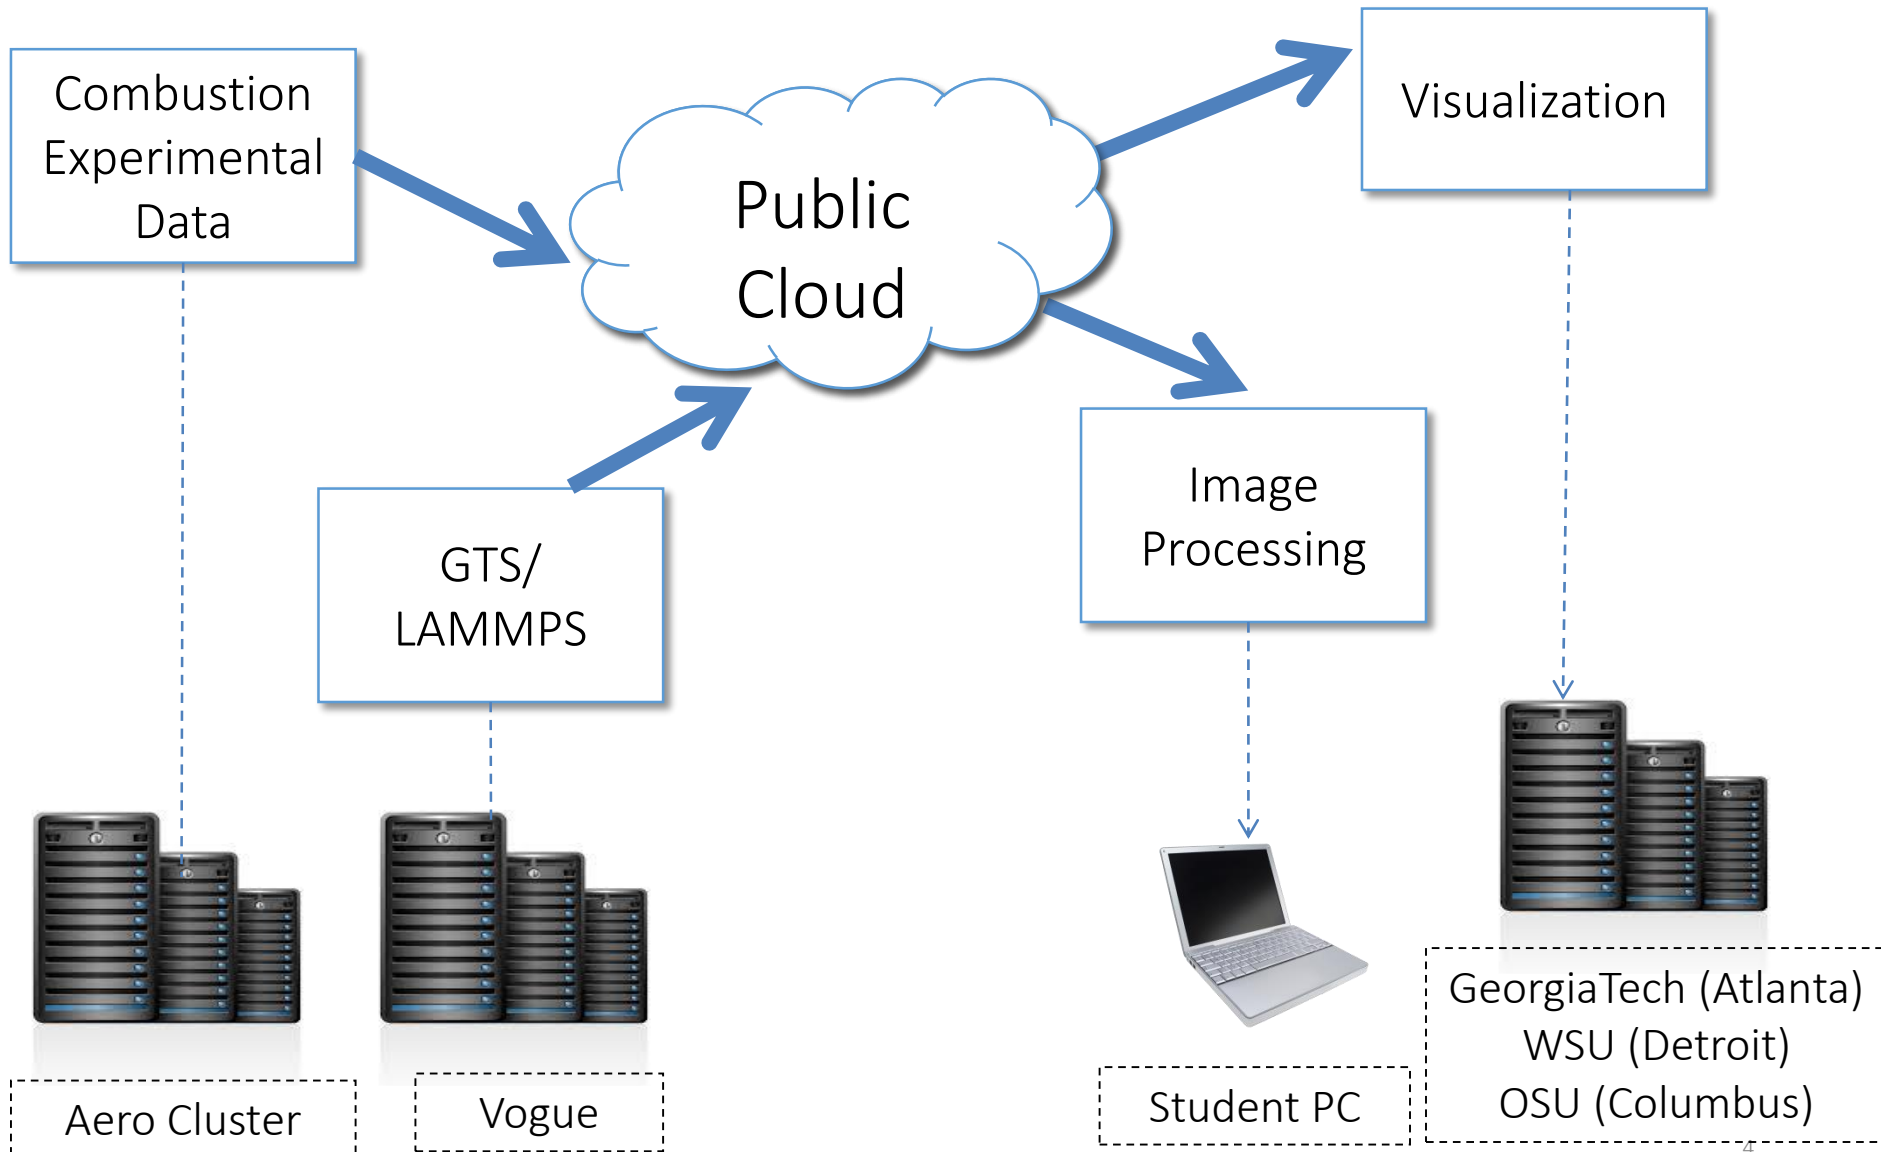 Combustion
Experimental
Data
Public
Cloud
Visualization
GTS/
LAMMPS
Image
Processing
Aero Cluster
Vogue
Student PC
GeorgiaTech (Atlanta)
WSU (Detroit)
OSU (Columbus)
4